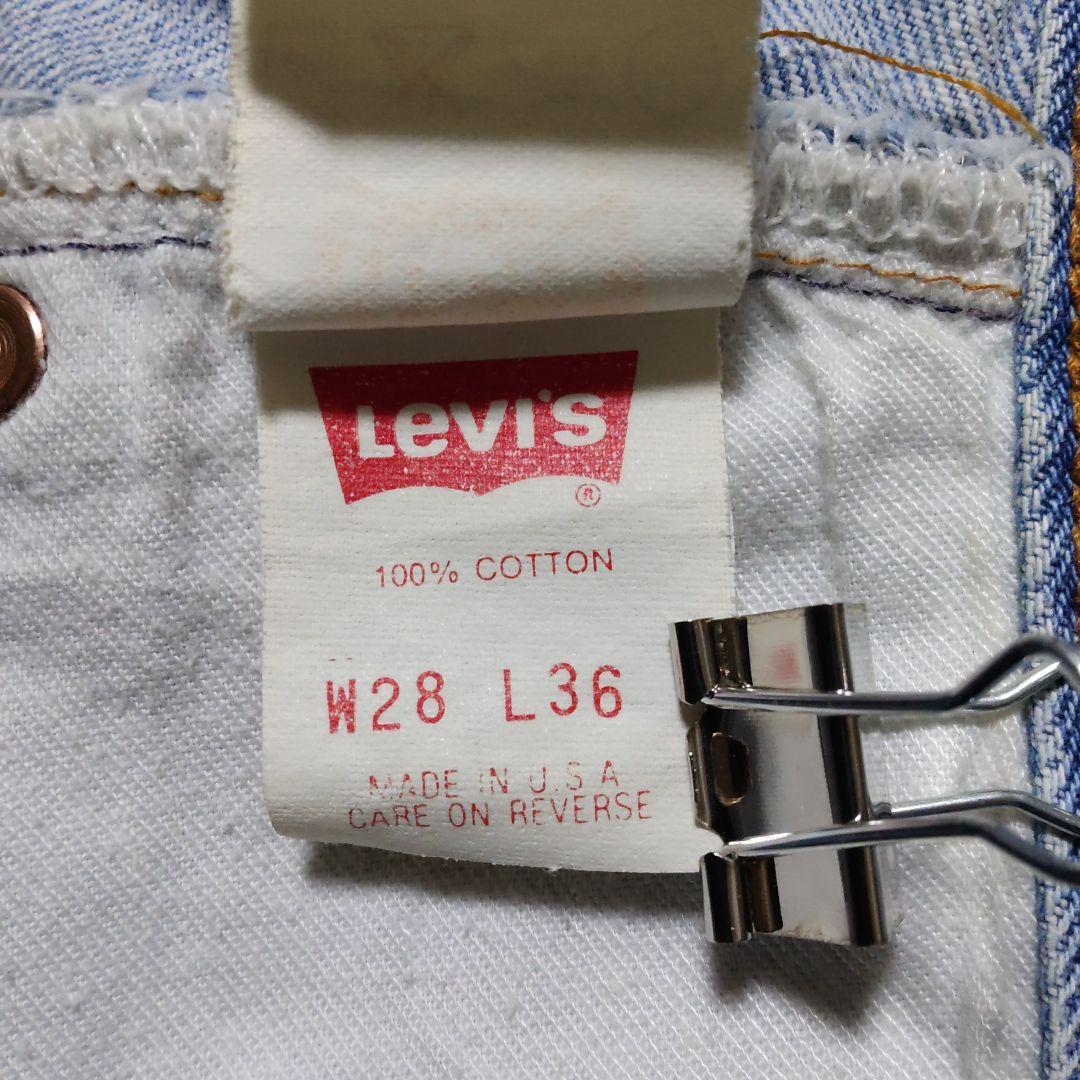 Levi's
®
100% COTTON
W28 L36
MADE IN U.S.A
CARE ON REVERSE